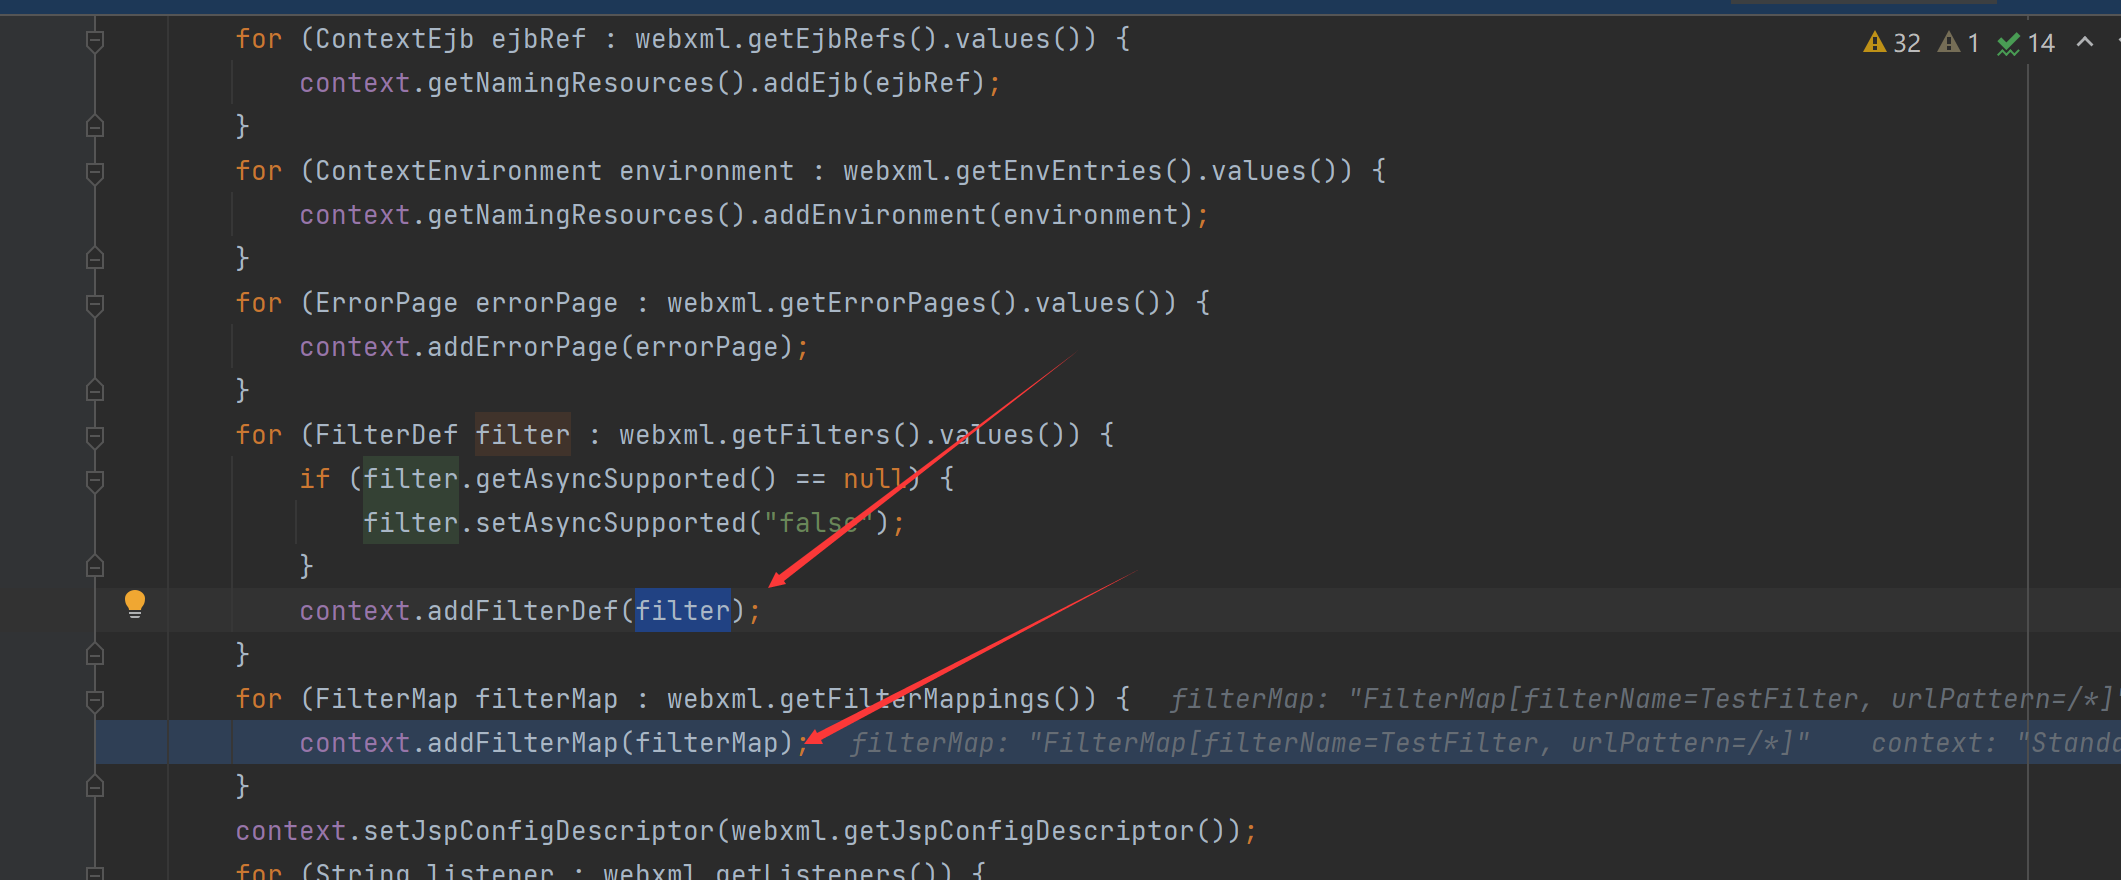 for (ContextEjb ejbRef : webxml.getEjbRefs().values()) {
32 1 14
context.getNamingResources().addEjb(ejbRef);
}
for (ContextEnvironment environment : webxml.getEnvEntries().values()) {
context.getNamingResources().addEnvironment(environment);
}
for (ErrorPage errorPage : webxml.getErrorPages().values()) {
context.addErrorPage(errorPage);
}
for (FilterDef filter : webxml.getFilters().values()) {
if (filter.getAsyncSupported() == null) {
filter.setAsyncSupported("false");
}
context.addFilterDef(filter);
}
for (FilterMap filterMap : webxml.getFilterMappings()) { filterMap: "FilterMap[filterName=TestFilter, urlPattern=/*]"
context.addFilterMap(filterMap); filterMap: "FilterMap[filterName=TestFilter, urlPattern=/*]" context: "Standa
}
context.setJspConfigDescriptor(webxml.getJspConfigDescriptor());
for (String listener : webxml.getListeners()) {